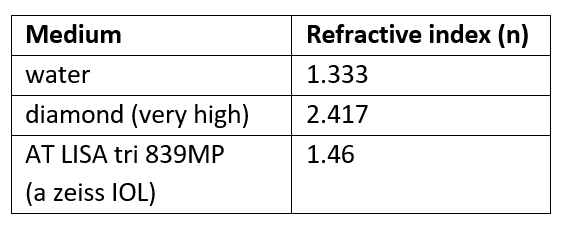 Medium Refractive index (n)
water 1.333
diamond (very high) 2.417
AT LISA tri 839MP 1.46
(a zeiss IOL)